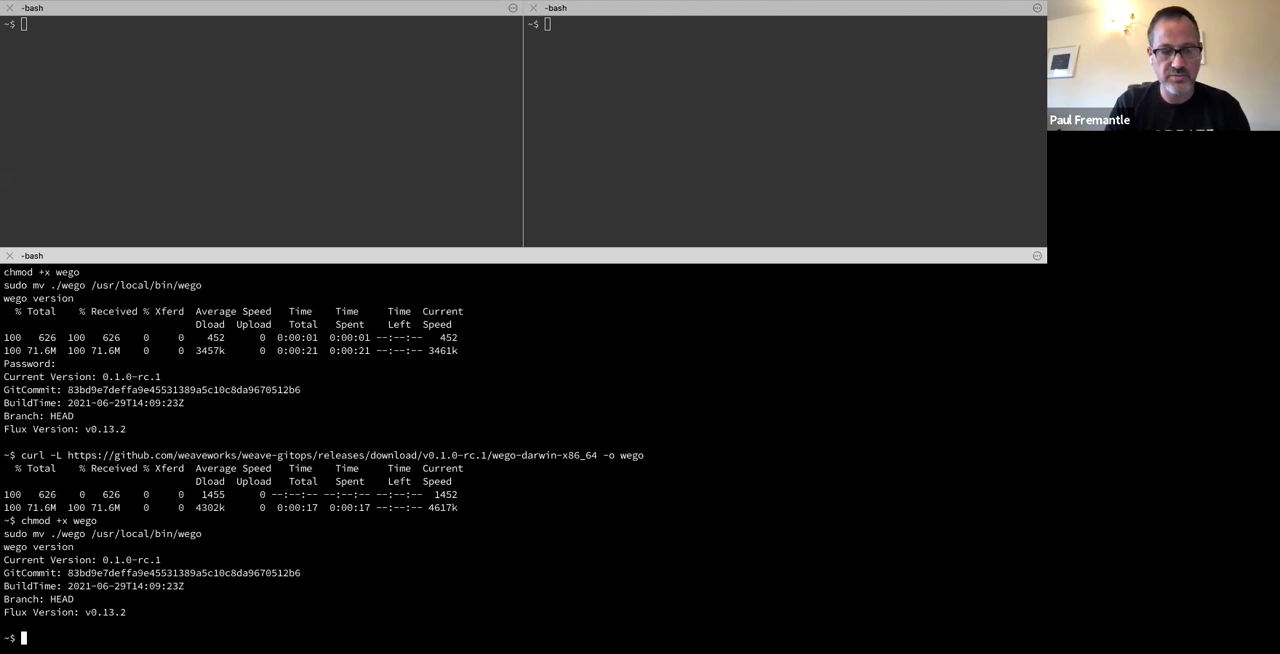 -bash
-bash
~$
~$
Paul Fremantle
-bash
chmod +x wego
sudo mv ./wego /usr/local/bin/wego
wego version
% Total % Received % Xferd Average Speed Time Time Time Current
Dload Upload Total Spent Left Speed
100 626 100 626 0 0 452 0 0:00:01 0:00:01 --:--:-- 452
100 71.6M 100 71.6M 0 0 3457k 0 0:00:21 0:00:21 --:--:-- 3461k
Password:
Current Version: 0.1.0-rc.1
GitCommit: 83bd9e7deffa9e45531389a5c10c8da9670512b6
BuildTime: 2021-06-29T14:09:23Z
Branch: HEAD
Flux Version: v0.13.2
~$ curl -L https://github.com/weaveworks/weave-gitops/releases/download/v0.1.0-rc.1/wego-darwin-x86_64 -o wego
% Total % Received % Xferd Average Speed Time Time Time Current
Dload Upload Total Spent Left Speed
100 626 0 626 0 0 1455 0 --:--:-- --:--:-- --:--:-- 1452
100 71.6M 100 71.6M 0 0 4302k 0 0:00:17 0:00:17 --:--:-- 4617k
~$ chmod +x wego
sudo mv ./wego /usr/local/bin/wego
wego version
Current Version: 0.1.0-rc.1
GitCommit: 83bd9e7deffa9e45531389a5c10c8da9670512b6
BuildTime: 2021-06-29T14:09:23Z
Branch: HEAD
Flux Version: v0.13.2
~$